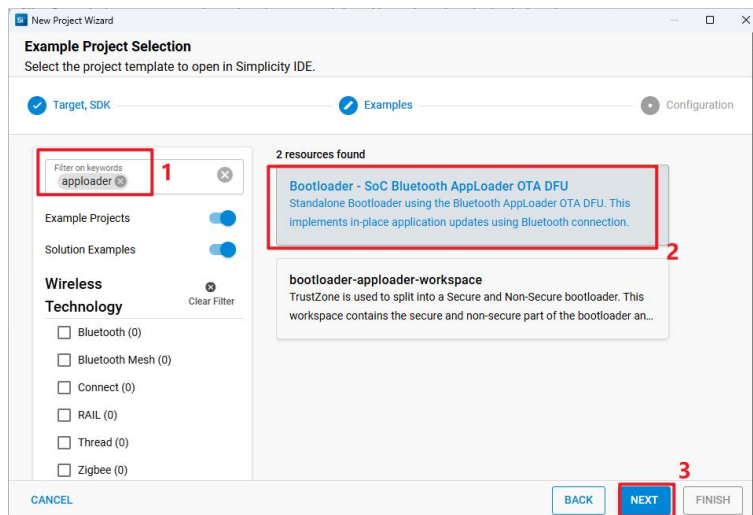 Si New Project Wizard
Example Project Selection
Select the project template to open in Simplicity IDE.
Target, SDK
Examples
Configuration
Filter on keywords
apploader
1
Example Projects
Solution Examples
Wireless
Technology
Clear Filter
Bluetooth (0)
Bluetooth Mesh (0)
Connect (0)
RAIL (0)
Thread (0)
Zigbee (0)
2 resources found
Bootloader - SoC Bluetooth AppLoader OTA DFU
Standalone Bootloader using the Bluetooth AppLoader OTA DFU. This
implements in-place application updates using Bluetooth connection.
2
bootloader-apploader-workspace
TrustZone is used to split into a Secure and Non-Secure bootloader. This
workspace contains the secure and non-secure part of the bootloader an...
3
CANCEL
BACK
NEXT
FINISH